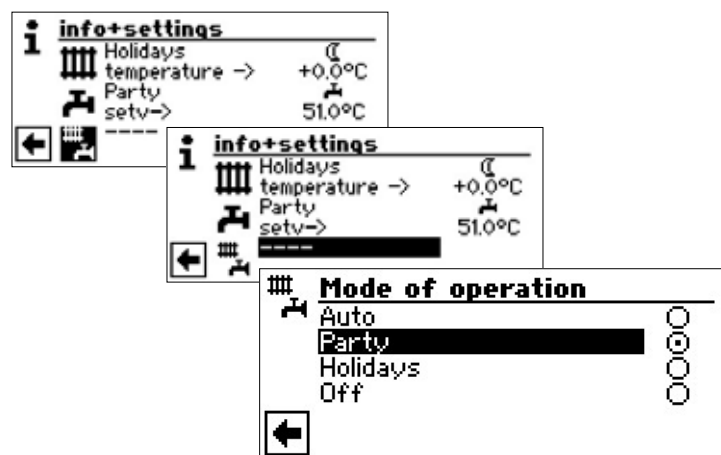 i info+settings
Holidays
temperature -> +0.0°C
Party
setv-> 51.0°C
----
i info+settings
Holidays
temperature -> +0.0°C
Party
setv-> 51.0°C
----
Mode of operation
Auto
Party
Holidays
Off